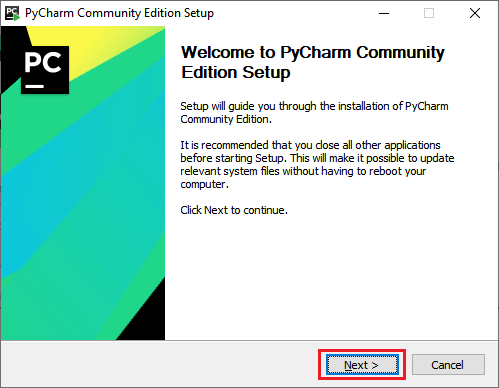 PyCharm Community Edition Setup
PC
Welcome to PyCharm Community
Edition Setup
Setup will guide you through the installation of PyCharm
Community Edition.
It is recommended that you close all other applications
before starting Setup. This will make it possible to update
relevant system files without having to reboot your
computer.
Click Next to continue.
Next >
Cancel